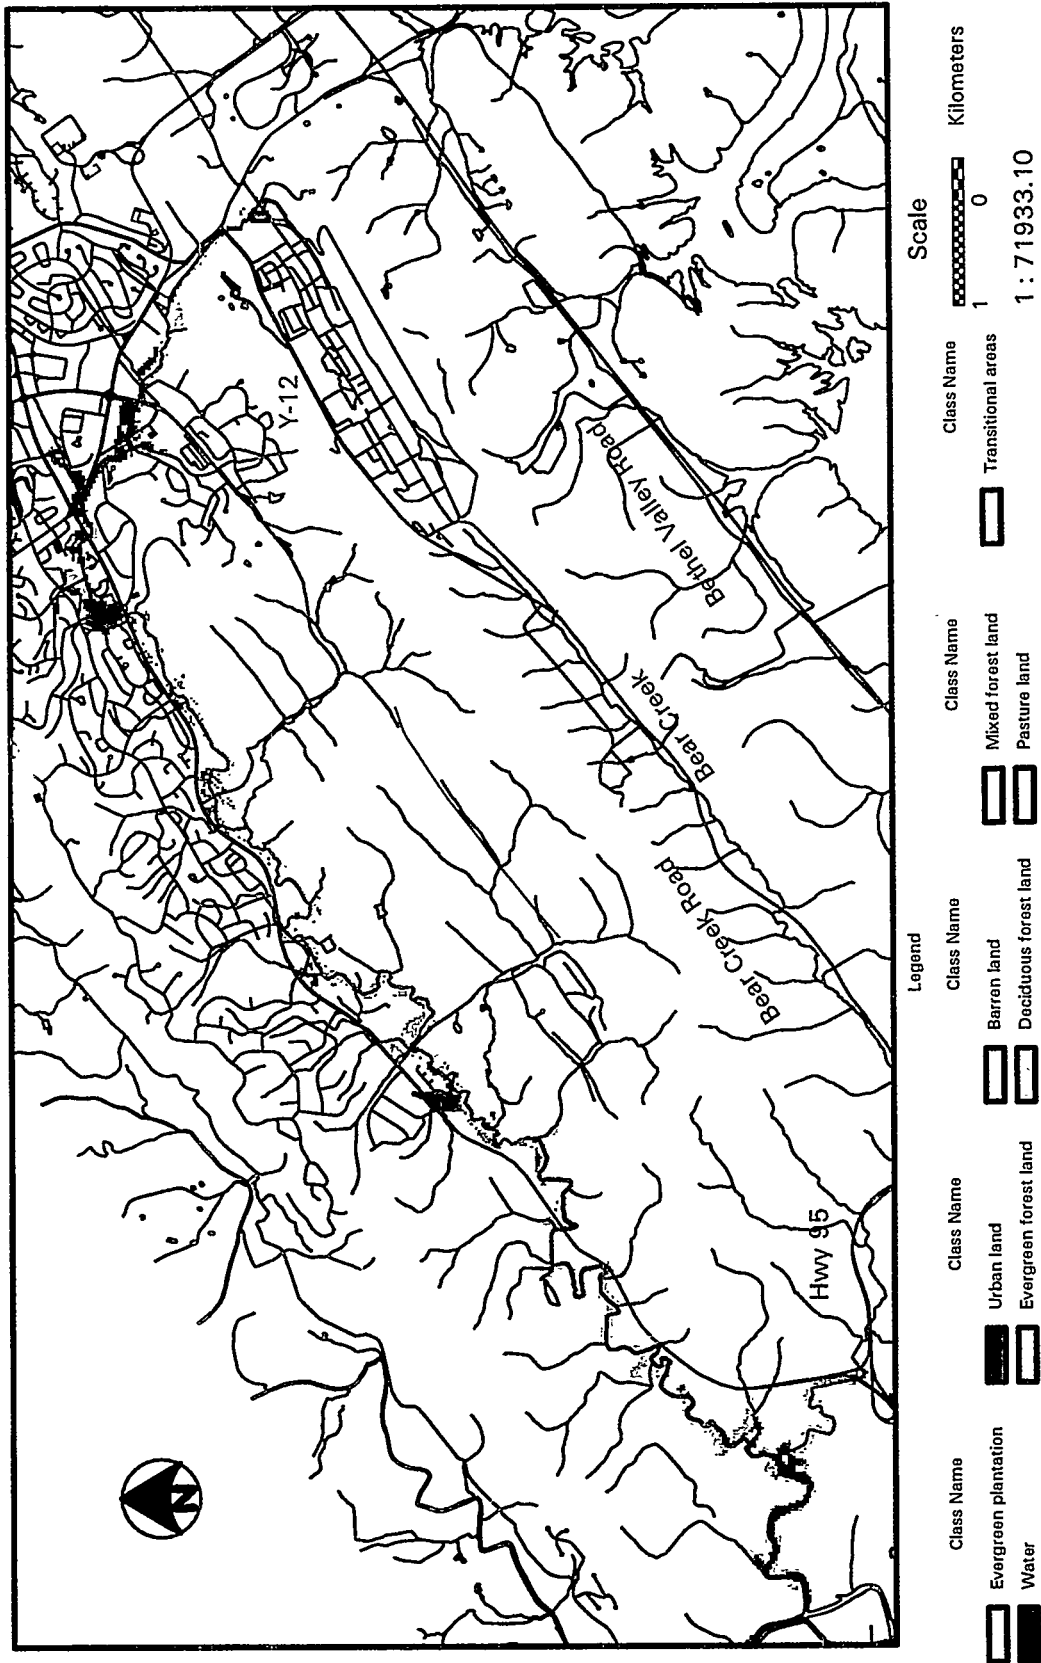 N
Y-12
Bethel Valley Road
Bear Creek
Bear Creek Road
Hwy 95
Legend
Scale
Kilometers
1 0
1 : 71933.10
Class Name
Evergreen plantation
Water
Class Name
Urban land
Evergreen forest land
Class Name
Barren land
Deciduous forest land
Class Name
Mixed forest land
Pasture land
Class Name
Transitional areas